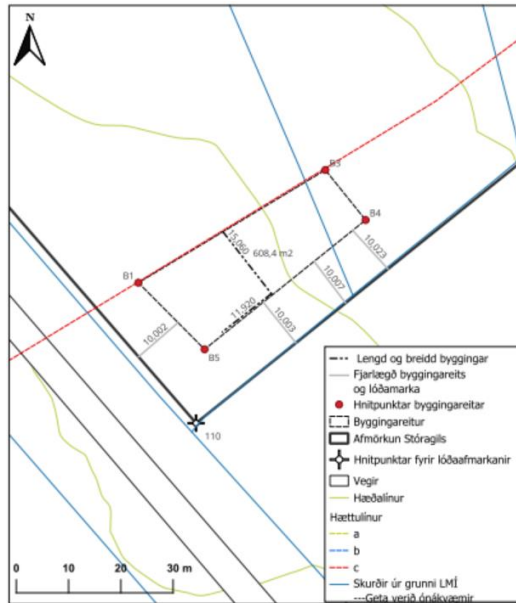 N
B3
B4
15,060
608,4 m2
10,023
B1
10,007
11,920
10,002
10,003
B5
110
Lengd og breidd byggingar
Fjarlægð byggingareits
og lóðamarka
Hnitpunktar byggingareitar
Byggingareitur
Afmörkun Stóragils
Hnitpunktar fyrir lóðaafmarkanir
Vegir
Hæðalínur
Hættulínur
a
b
c
Skurðir úr grunni LMÍ
---Geta verið ónákvæmir
0 10 20 30 m